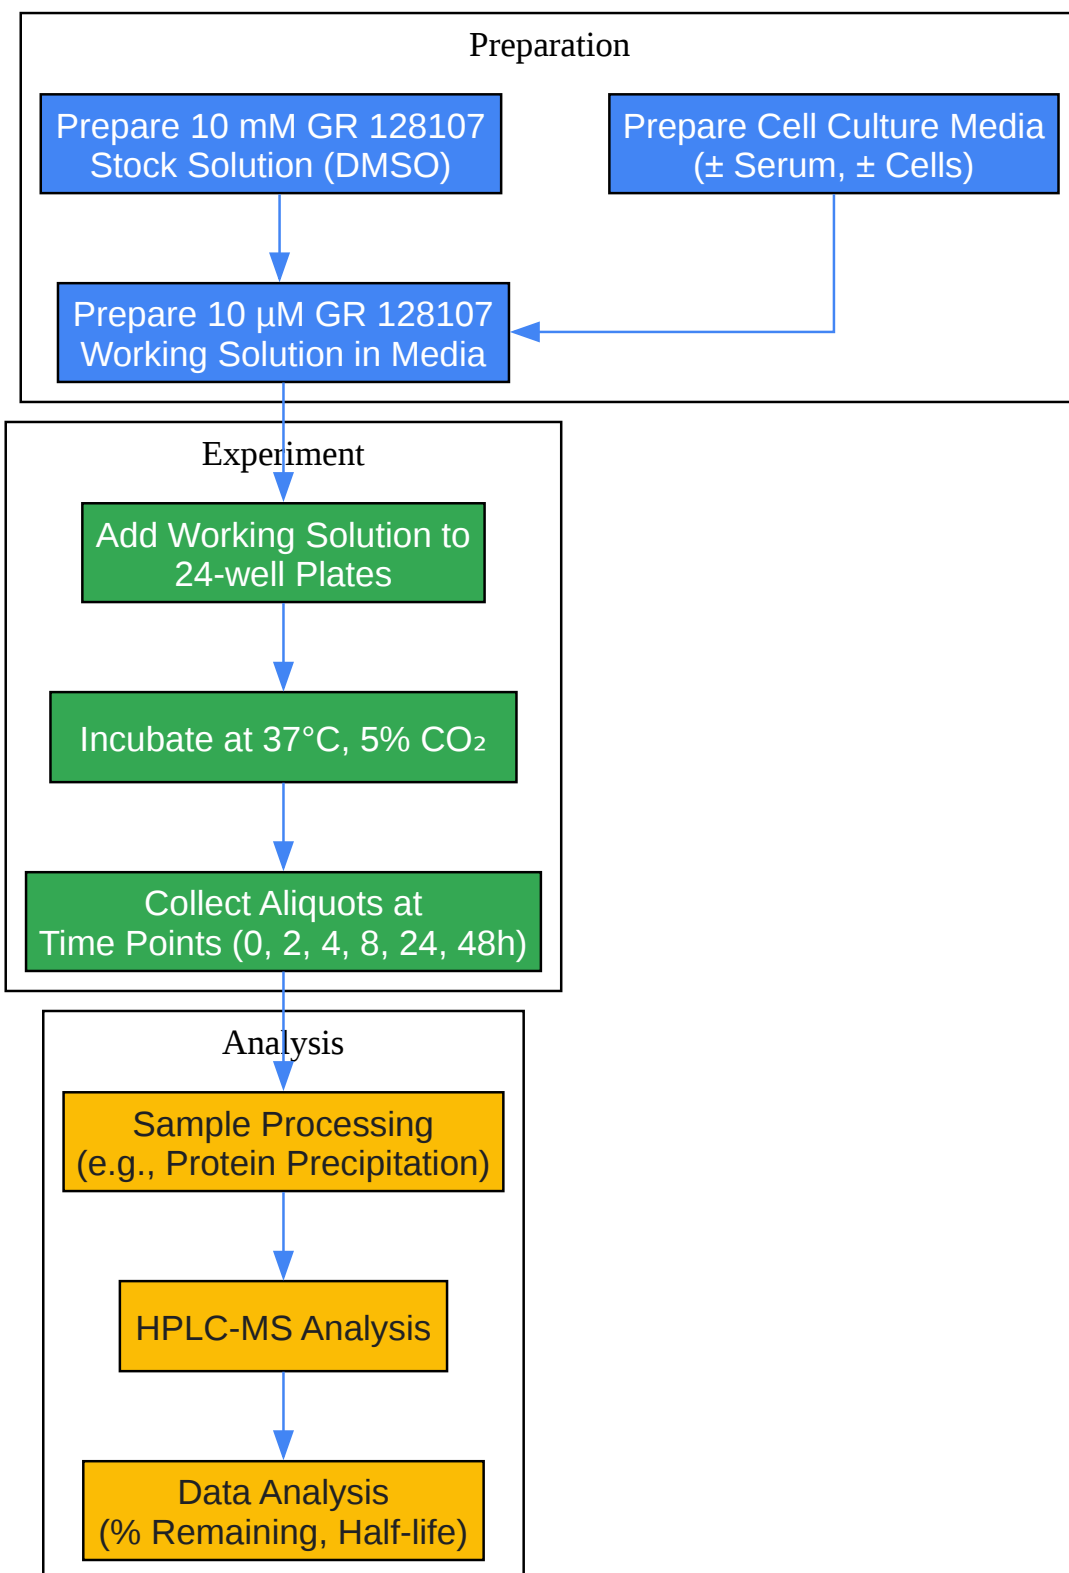 Preparation
Prepare 10 mM GR 128107
Stock Solution (DMSO)
Prepare Cell Culture Media
(± Serum, ± Cells)
Prepare 10 µM GR 128107
Working Solution in Media
Experiment
Add Working Solution to
24-well Plates
Incubate at 37°C, 5% CO₂
Collect Aliquots at
Time Points (0, 2, 4, 8, 24, 48h)
Analysis
Sample Processing
(e.g., Protein Precipitation)
HPLC-MS Analysis
Data Analysis
(% Remaining, Half-life)